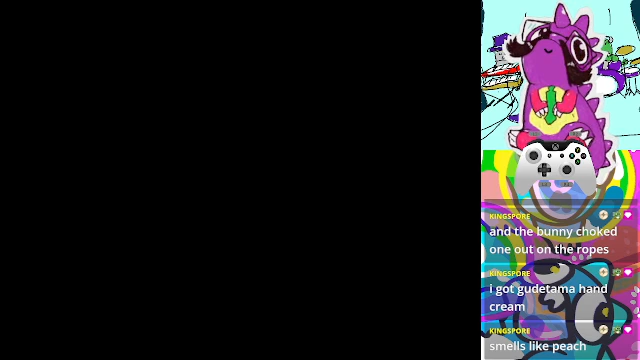 KINGSPORE
and the bunny choked
one out on the ropes
KINGSPORE
i got gudetama hand
cream
KINGSPORE
smells like peach